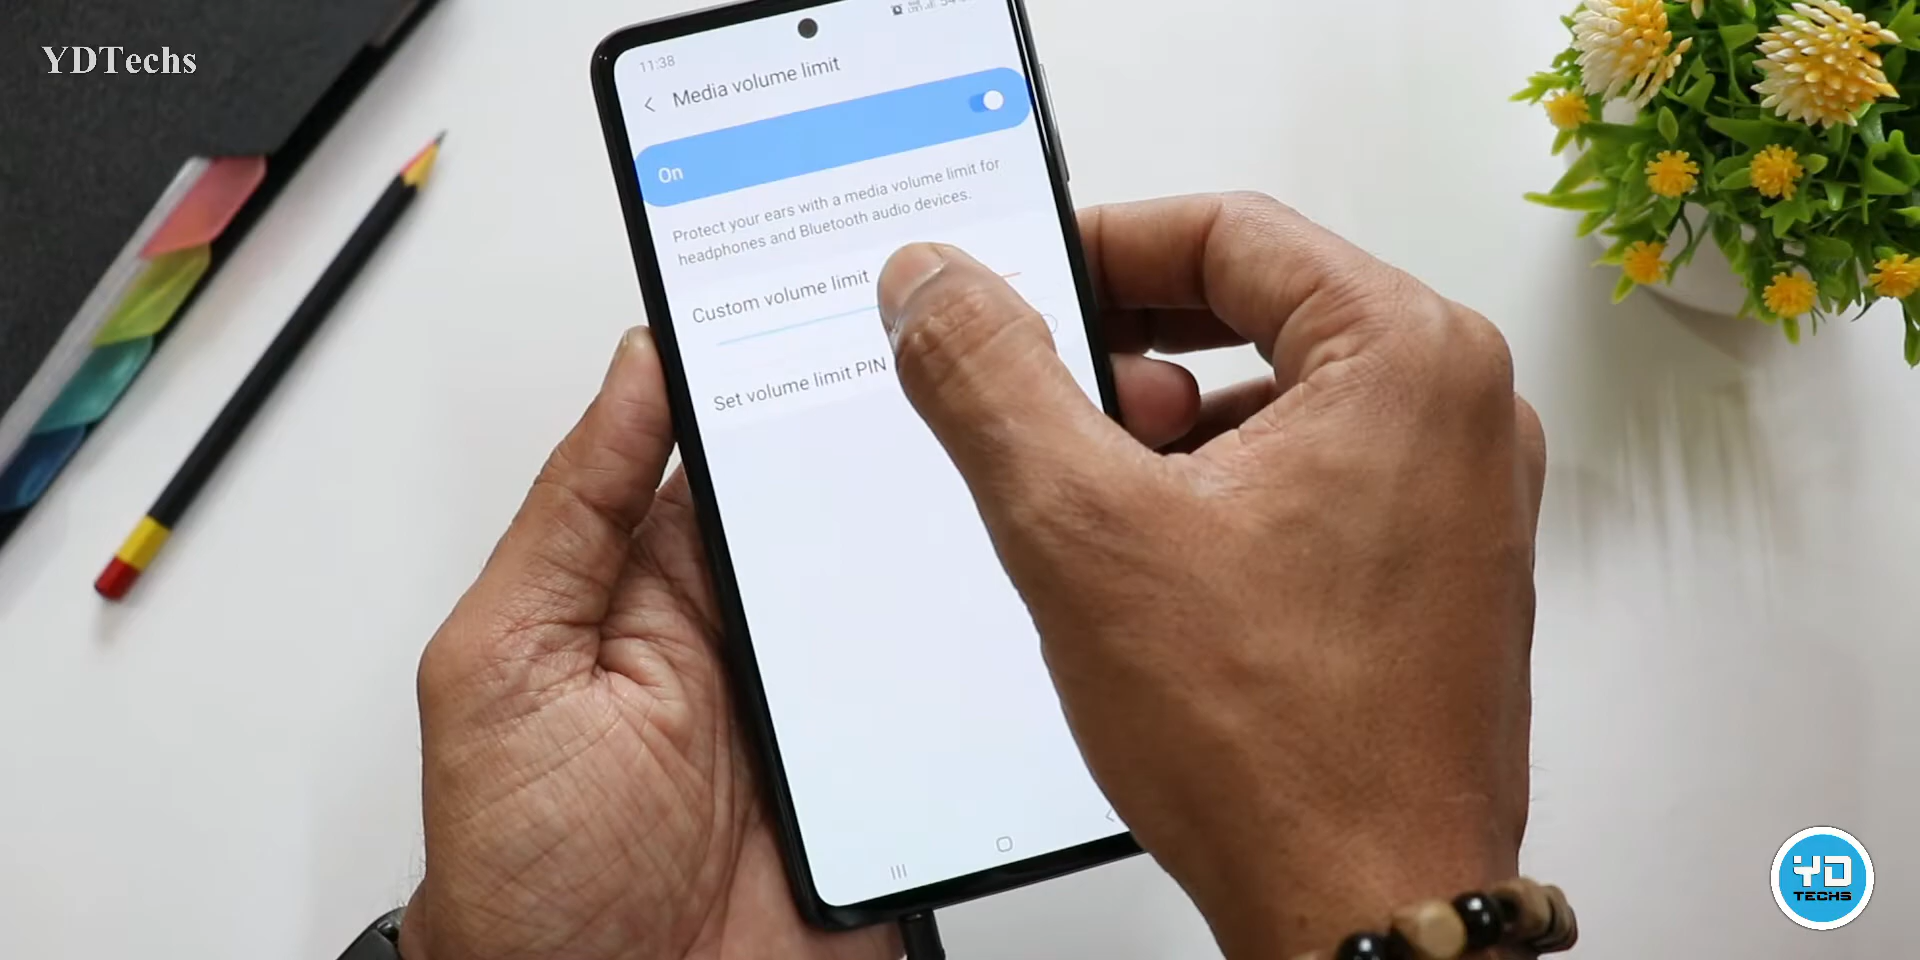 YDTechs
11:38
Media volume limit
On
Protect your ears with a media volume limit for
headphones and Bluetooth audio devices.
Custom volume limit
Set volume limit PIN
YD
TECHS